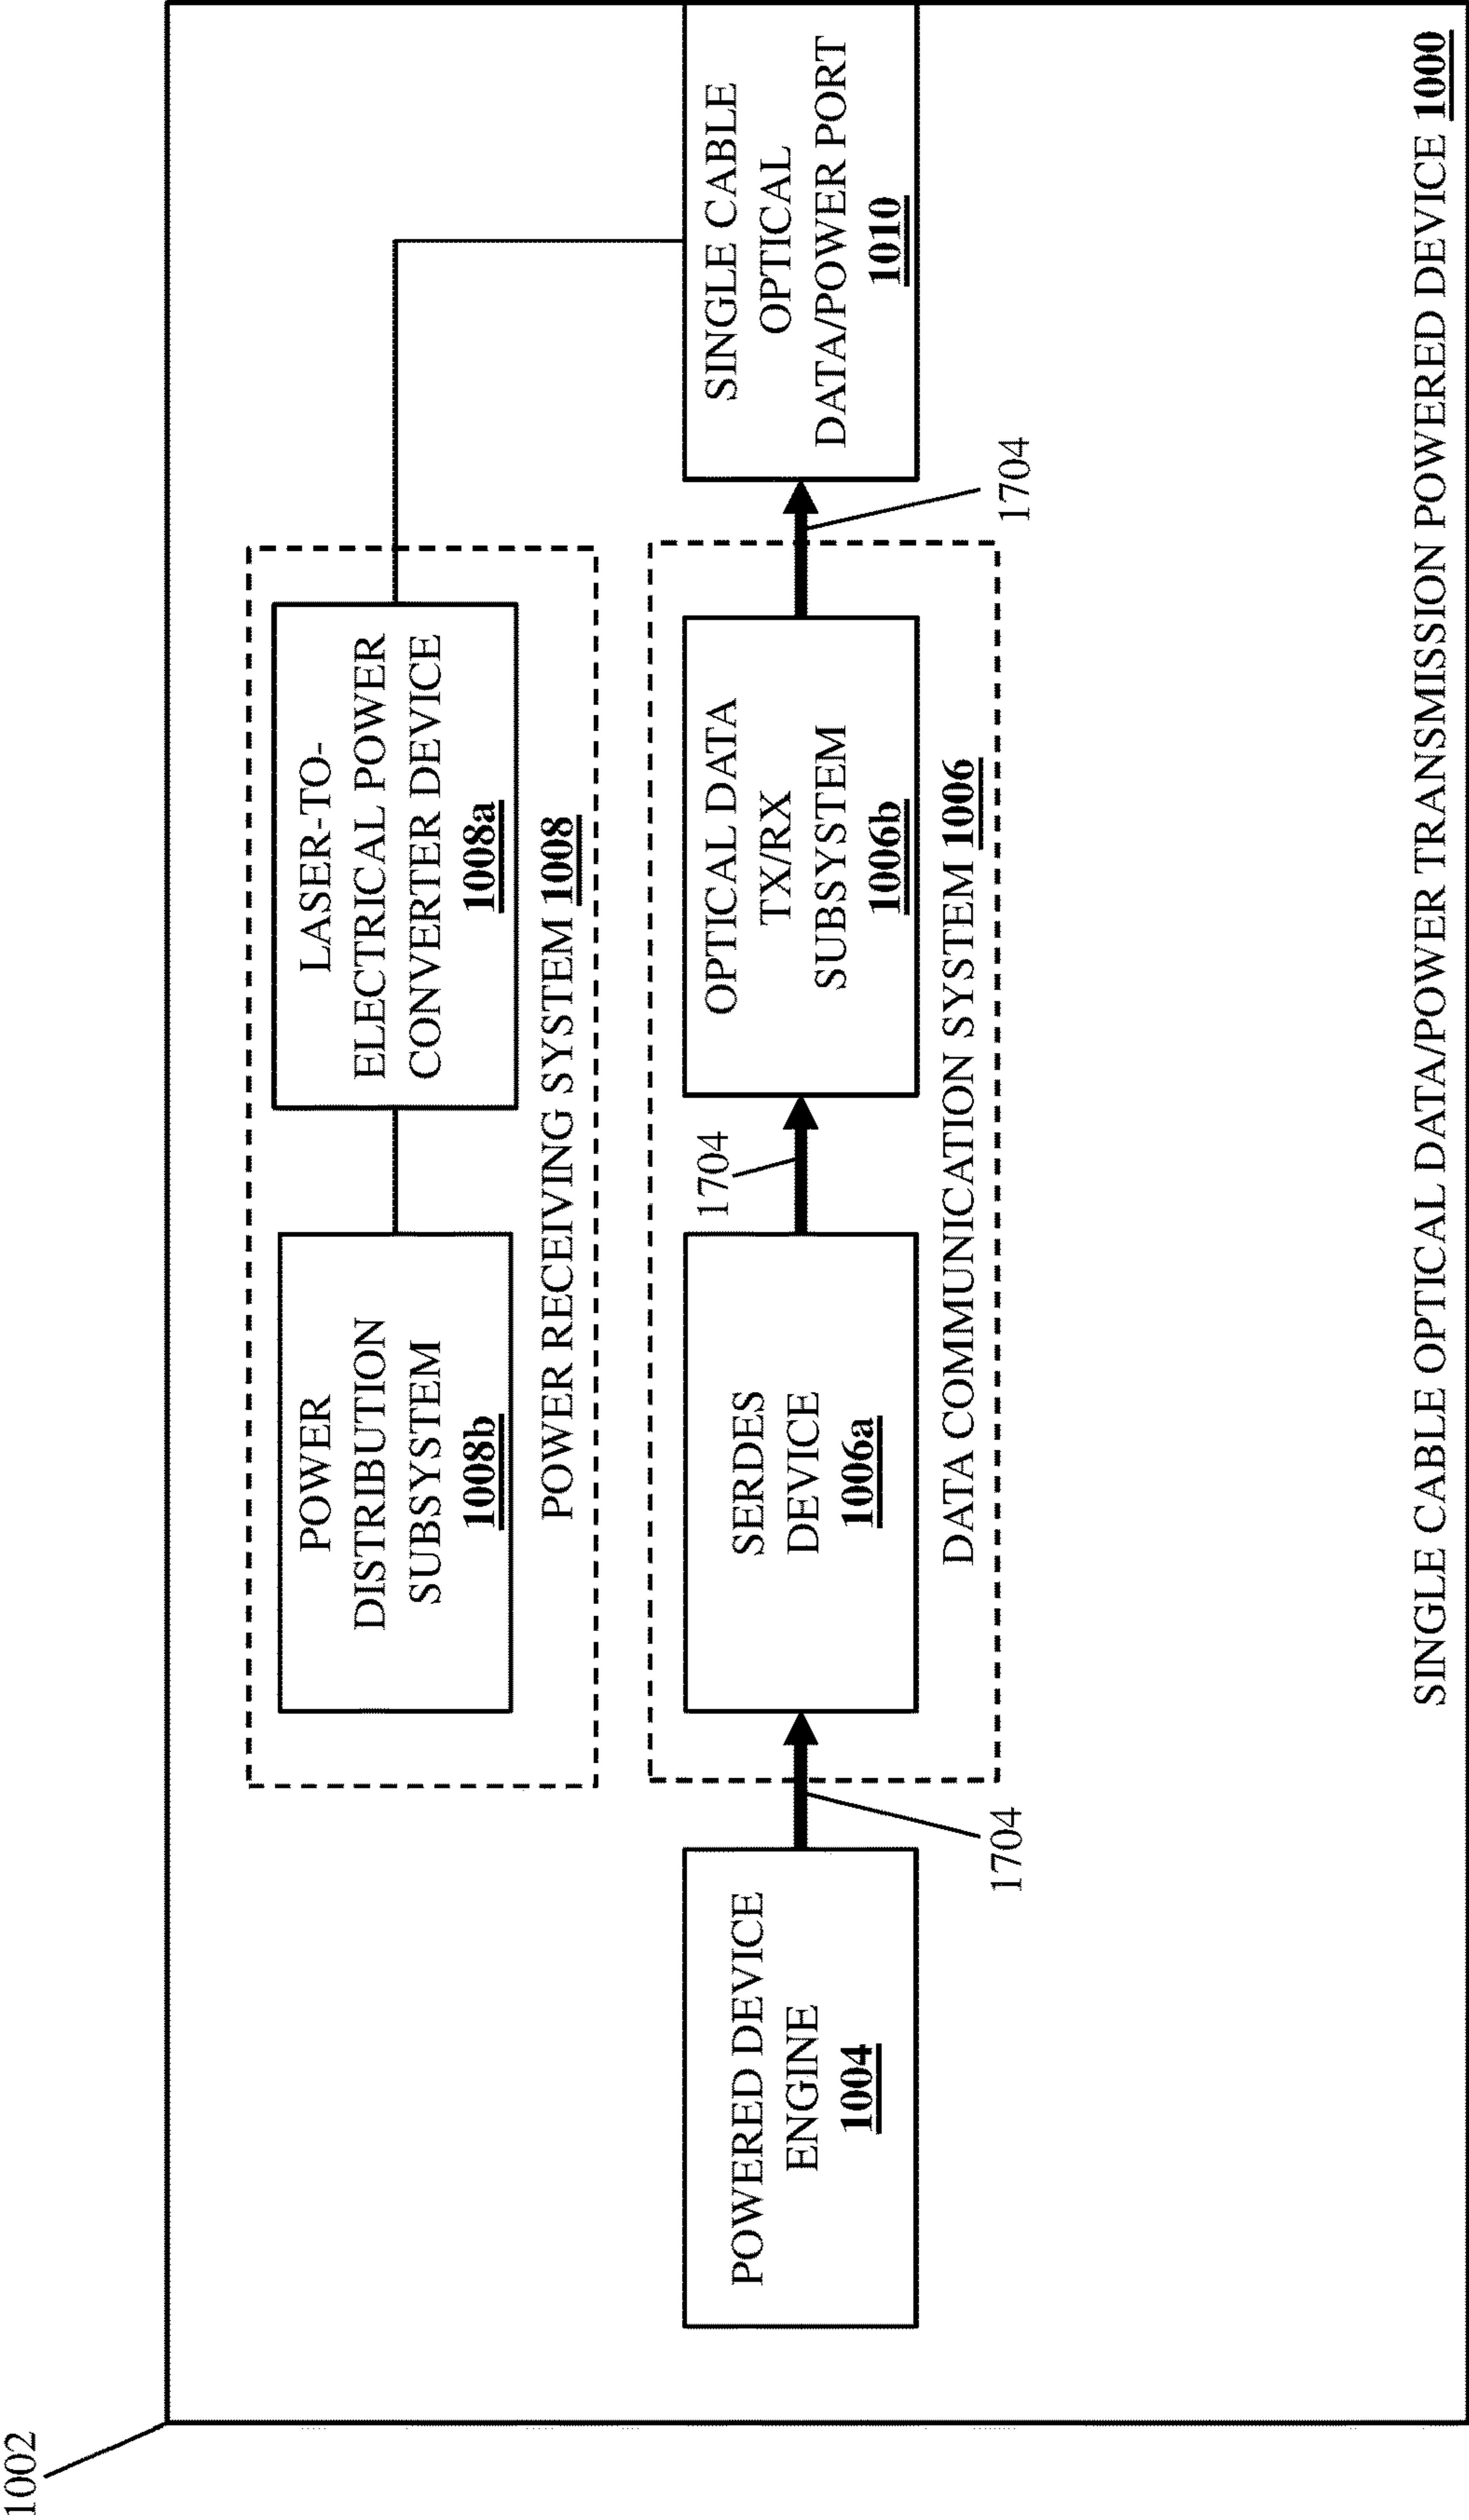 1002
POWER
DISTRIBUTION
SUBSYSTEM
1008b
LASER-TO-
ELECTRICAL POWER
CONVERTER DEVICE
1008a
POWER RECEIVING SYSTEM 1008
POWERED DEVICE
ENGINE
1004
1704
SERDES
DEVICE
1006a
1704
OPTICAL DATA
TX/RX
SUBSYSTEM
1006b
1704
SINGLE CABLE
OPTICAL
DATA/POWER PORT
1010
DATA COMMUNICATION SYSTEM 1006
SINGLE CABLE OPTICAL DATA/POWER TRANSMISSION POWERED DEVICE 1000